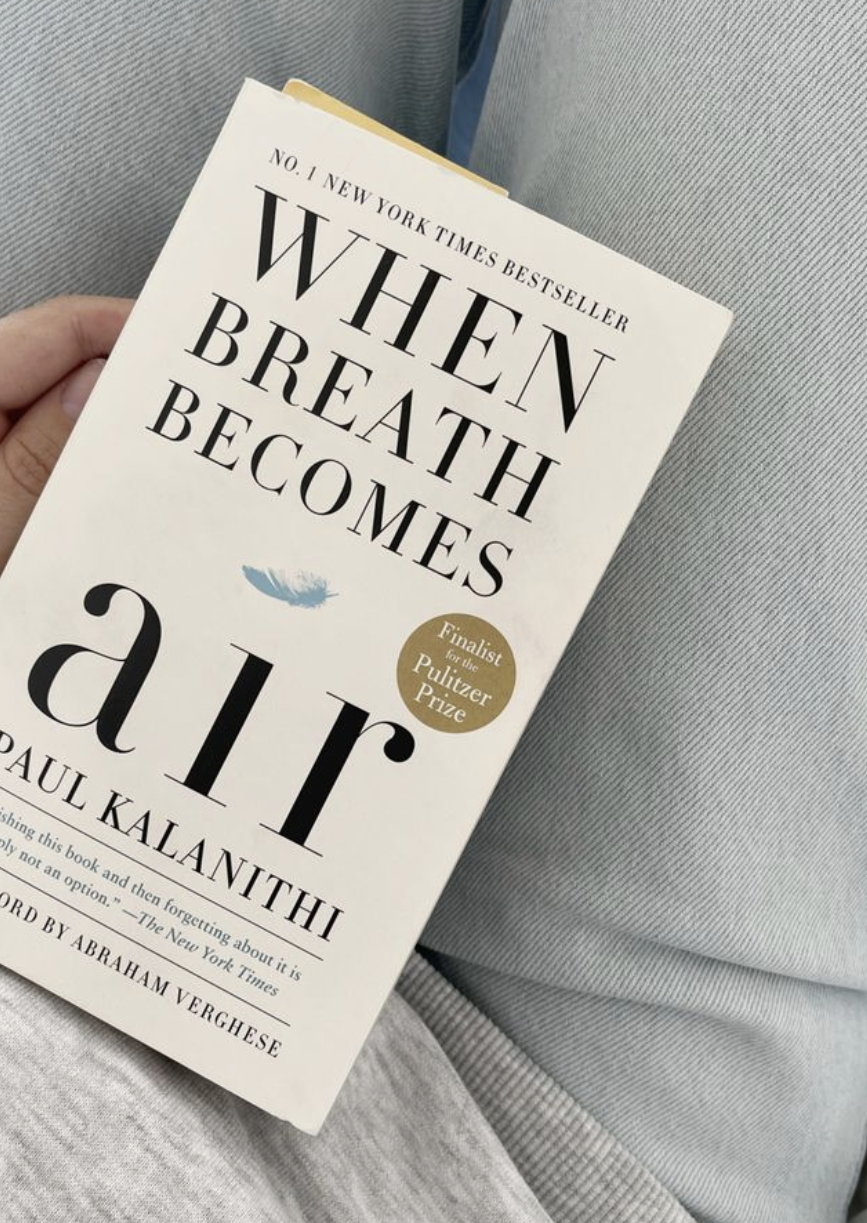 NO. 1 NEW YORK TIMES BESTSELLER
WHEN
BREATH
BECOMES
air
Finalist
for the
Pulitzer
Prize
PAUL KALANITHI
this book and then forgetting about it is
not an option.” —The New York Times
BY ABRAHAM VERGHESE